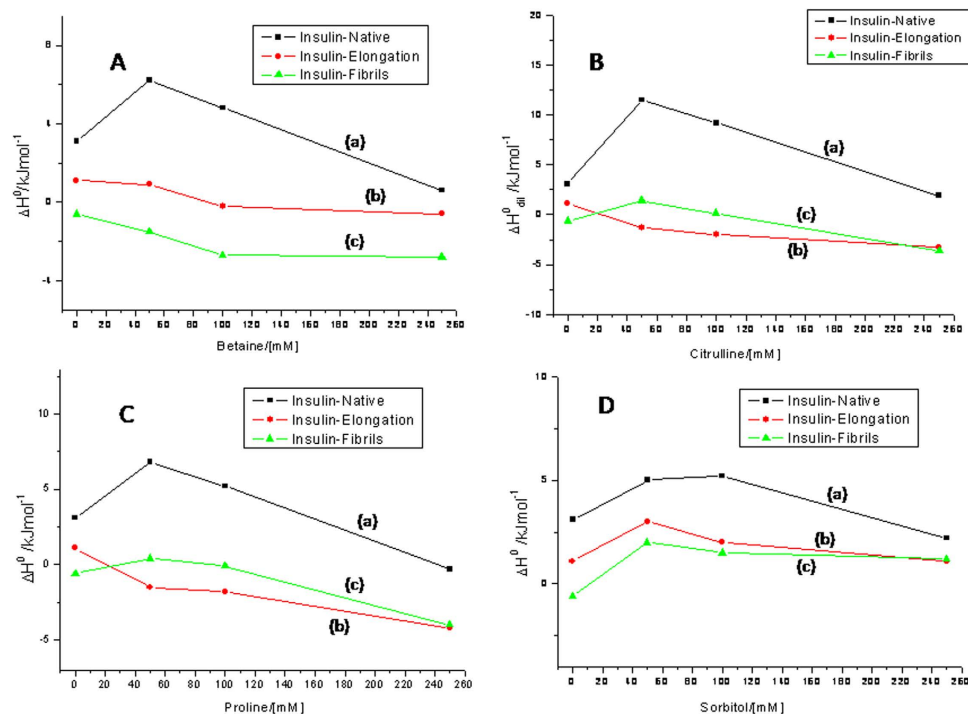 A
Insulin-Native
Insulin-Elongation
Insulin-Fibrils
{a}
{b}
{c}
8
4
0
-4
ΔH⁰/kJmol⁻¹
0 20 40 60 80 100 120 140 160 180 200 220 240 260
Betaine/[mM]
B
Insulin-Native
Insulin-Elongation
Insulin-Fibrils
{a}
{c}
{b}
20
15
10
5
0
-5
-10
ΔH⁰dil /kJmol⁻¹
0 20 40 60 80 100 120 140 160 180 200 220 240 260
Citrulline/[mM]
C
Insulin-Native
Insulin-Elongation
Insulin-Fibrils
{a}
{c}
{b}
10
5
0
-5
ΔH⁰ /kJmol⁻¹
0 20 40 60 80 100 120 140 160 180 200 220 240 260
Proline/[mM]
D
Insulin-Native
Insulin-Elongation
Insulin-Fibrils
{a}
{b}
{c}
10
5
0
ΔH⁰ /kJmol⁻¹
0 20 40 60 80 100 120 140 160 180 200 220 240 260
Sorbitol/[mM]